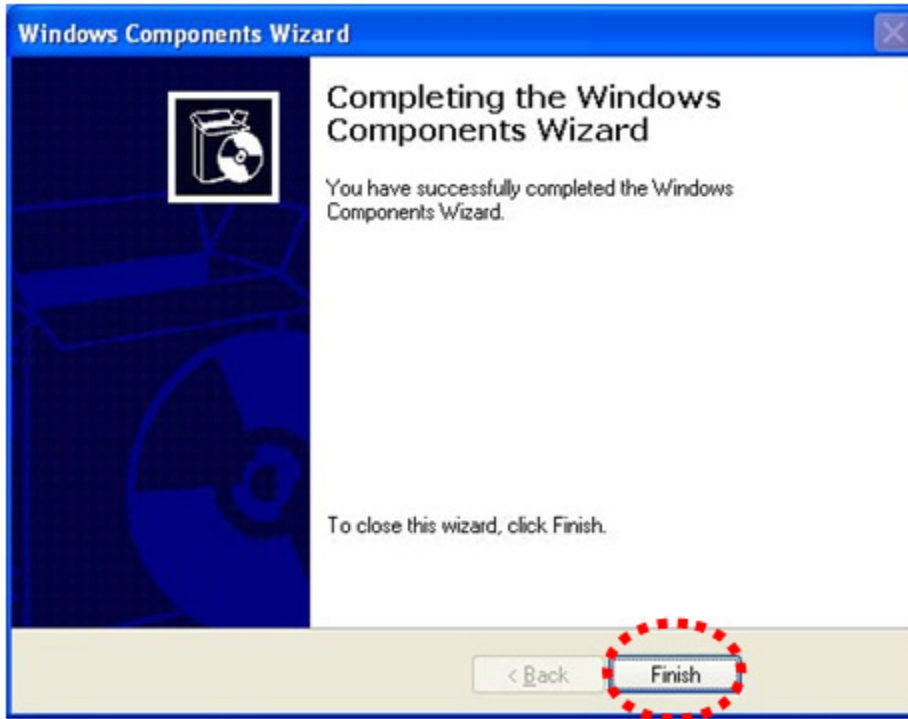 Windows Components Wizard
Completing the Windows
Components Wizard
You have successfully completed the Windows
Components Wizard.
To close this wizard, click Finish.
< Back
Finish